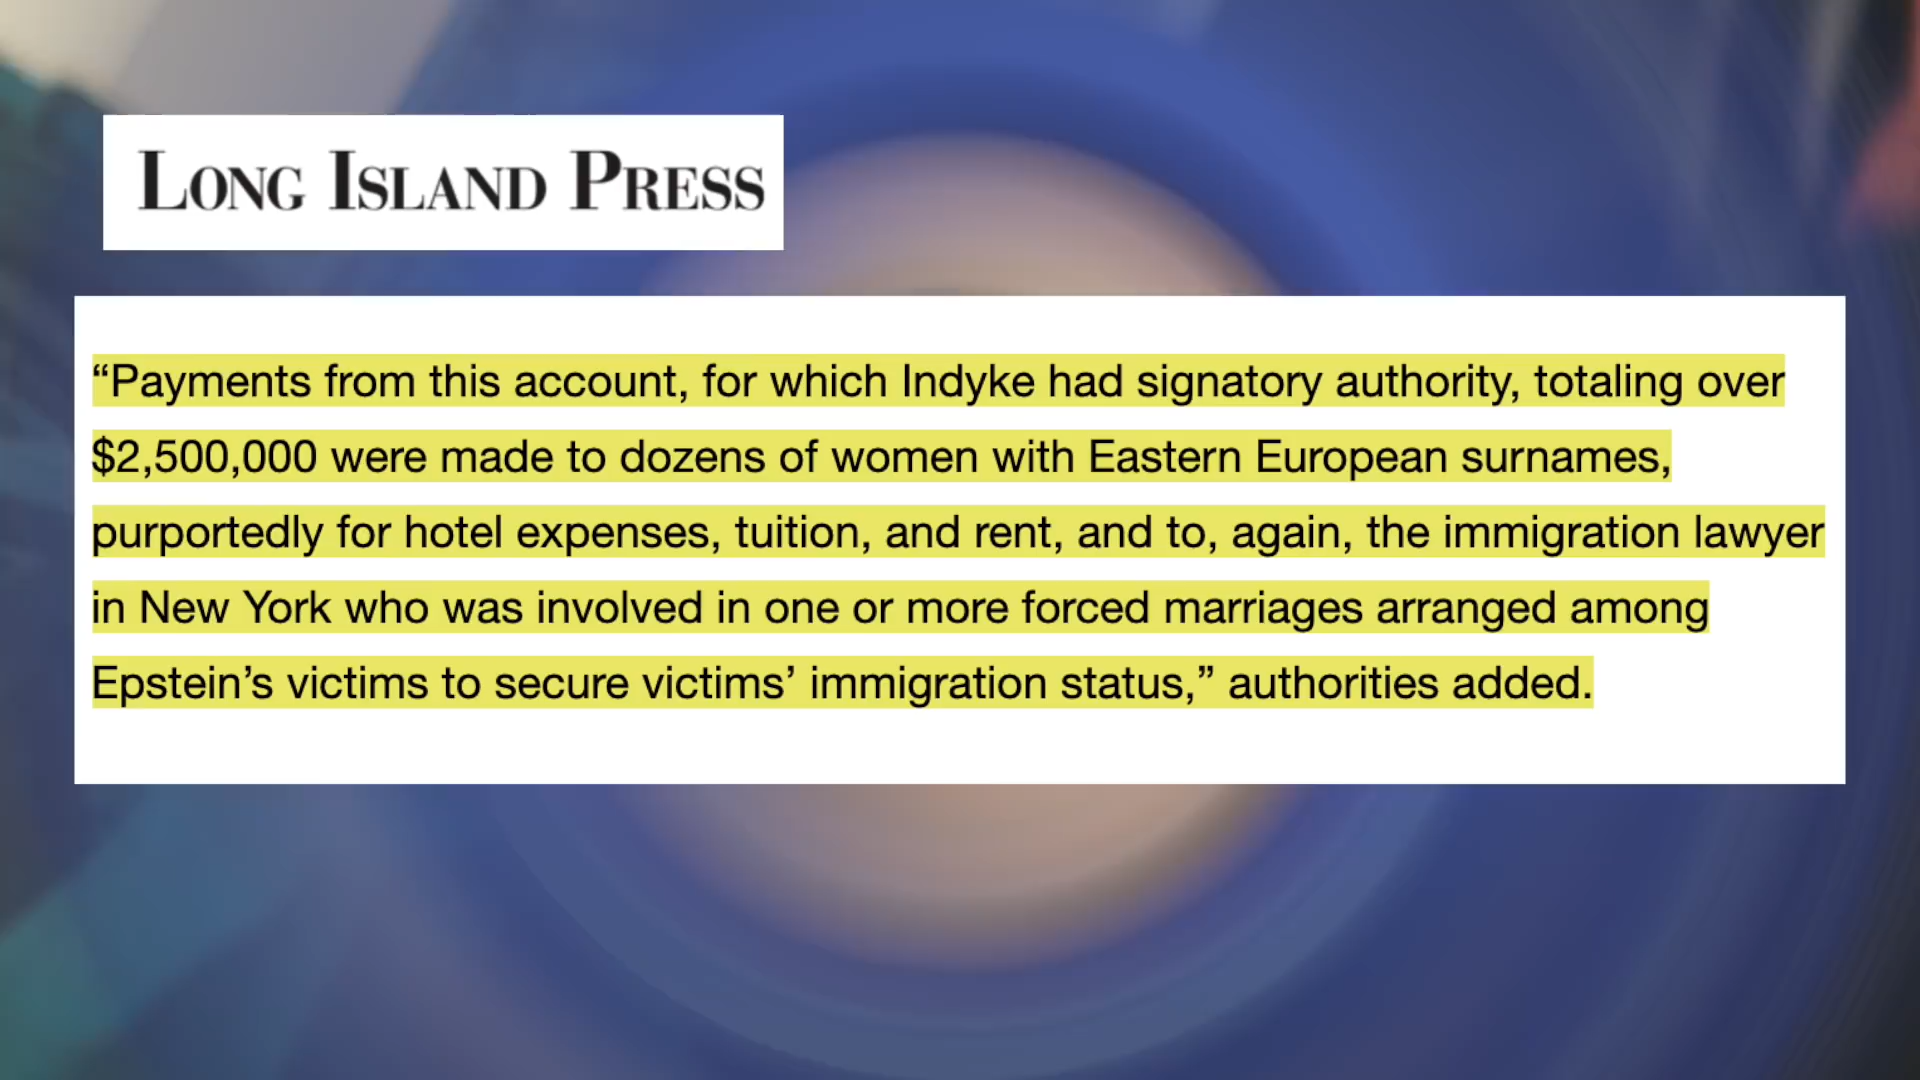 LONG ISLAND PRESS
“Payments from this account, for which Indyke had signatory authority, totaling over
$2,500,000 were made to dozens of women with Eastern European surnames,
purportedly for hotel expenses, tuition, and rent, and to, again, the immigration lawyer
in New York who was involved in one or more forced marriages arranged among
Epstein’s victims to secure victims’ immigration status,” authorities added.